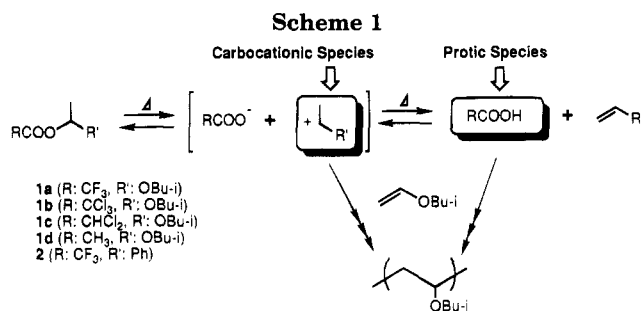 Scheme 1
Carbocationic Species
Protic Species
RCOO R' Δ RCOO⁻ + + R' Δ RCOOH + R'
1a (R: CF₃, R': OBu-i)
1b (R: CCl₃, R': OBu-i)
1c (R: CHCl₂, R': OBu-i)
1d (R: CH₃, R': OBu-i)
2 (R: CF₃, R': Ph)
OBu-i
OBu-i